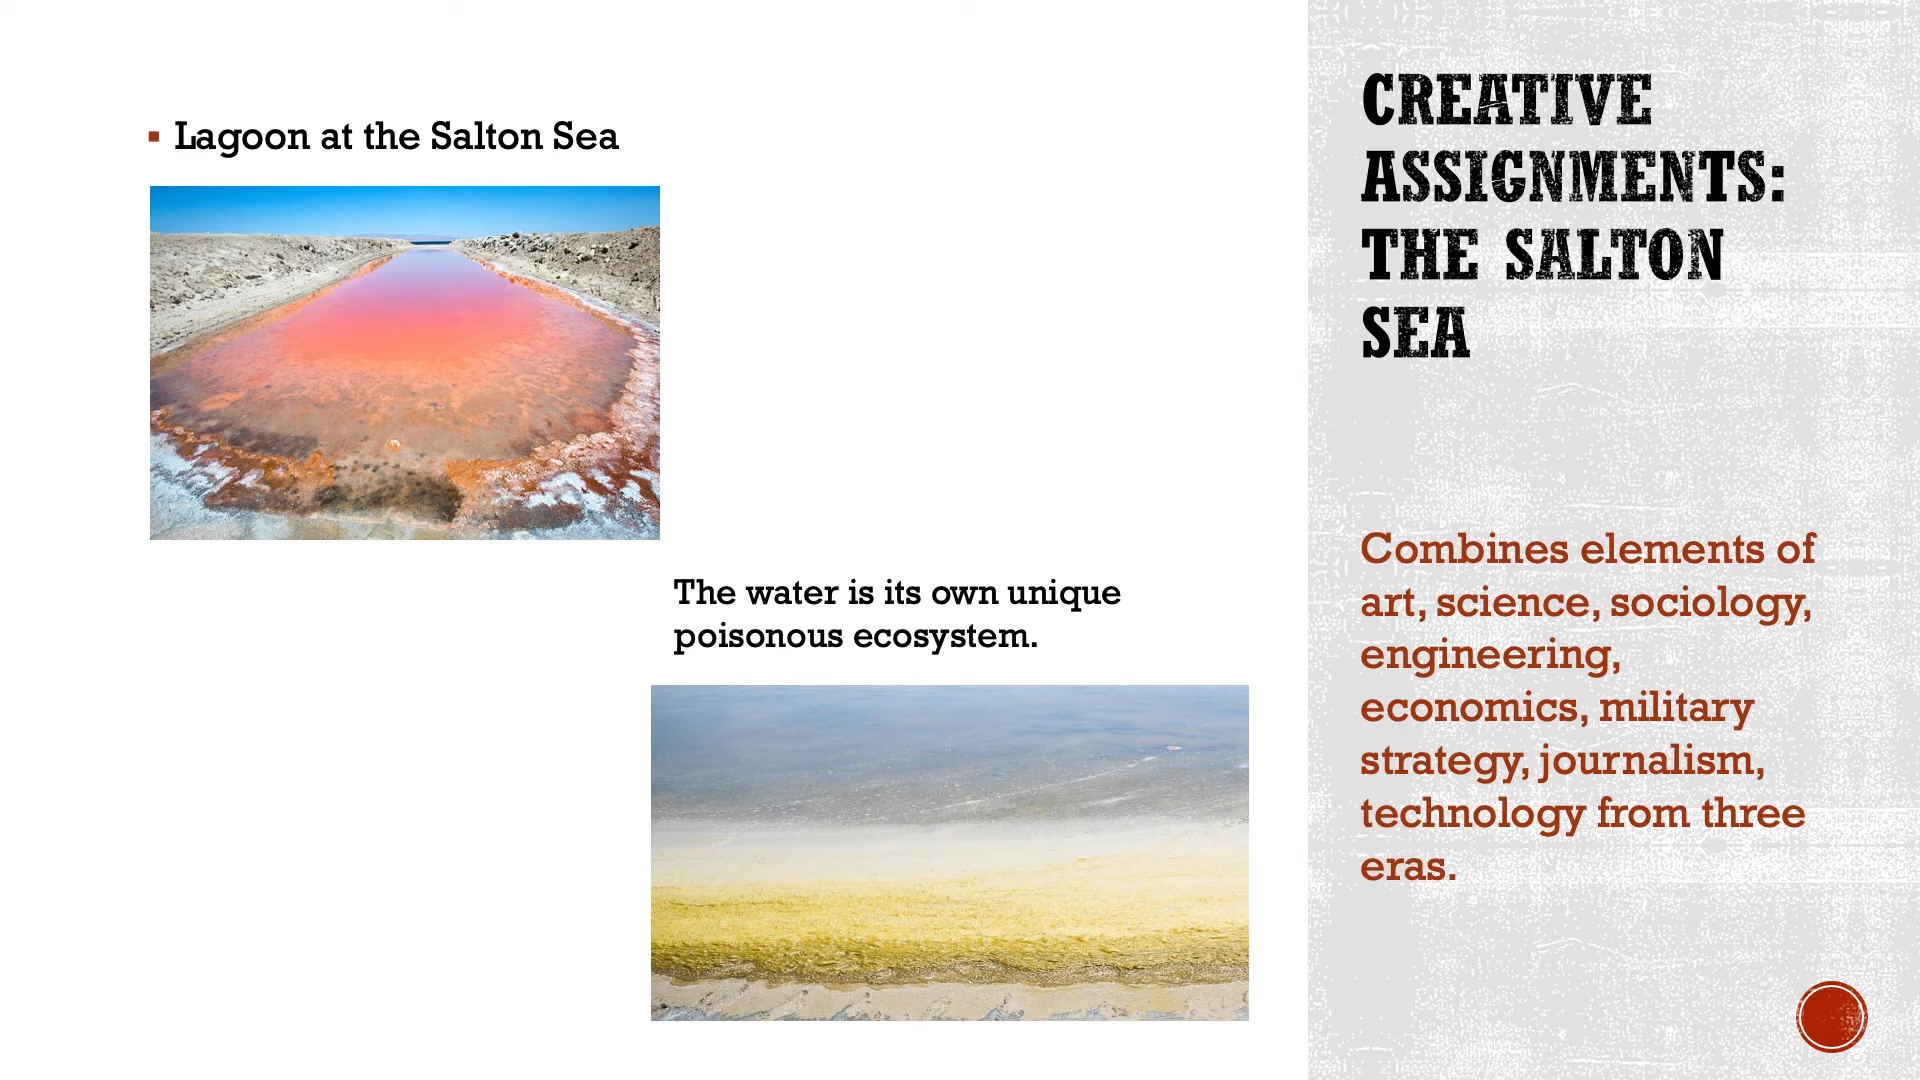 Lagoon at the Salton Sea
The water is its own unique
poisonous ecosystem.
CREATIVE
ASSIGNMENTS:
THE SALTON
SEA
Combines elements of
art, science, sociology,
engineering,
economics, military
strategy, journalism,
technology from three
eras.